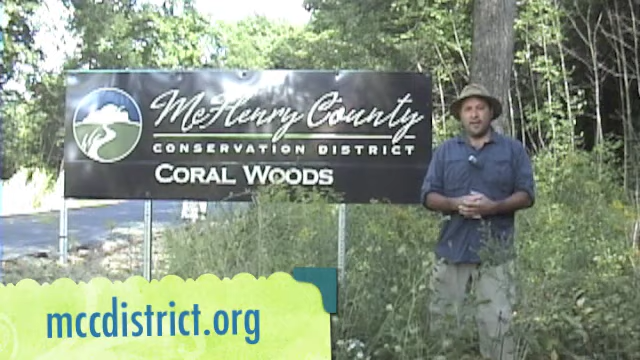 McHenry County
CONSERVATION DISTRICT
CORAL WOODS
mccdistrict.org